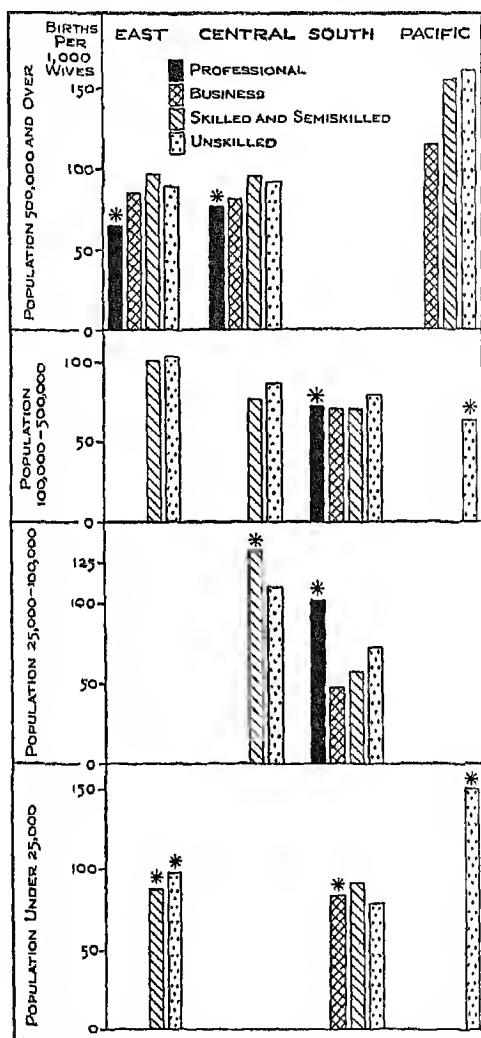 BIRTHS PER 1,000 WIVES
EAST CENTRAL SOUTH PACIFIC
PROFESSIONAL
BUSINESS
SKILLED AND SEMISKILLED
UNSKILLED
POPULATION 500,000 AND OVER
150
100
50
0
* *
POPULATION 100,000-500,000
100
50
0
* *
POPULATION 25,000-100,000
125
100
50
0
* *
POPULATION UNDER 25,000
150
100
50
0
* * * *